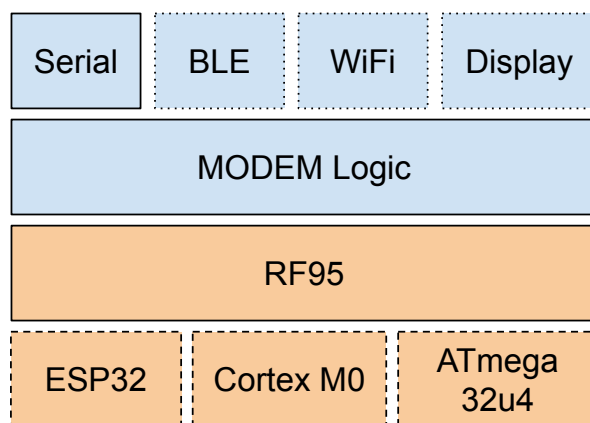 Serial BLE WiFi Display
MODEM Logic
RF95
ESP32 Cortex M0 ATmega
32u4